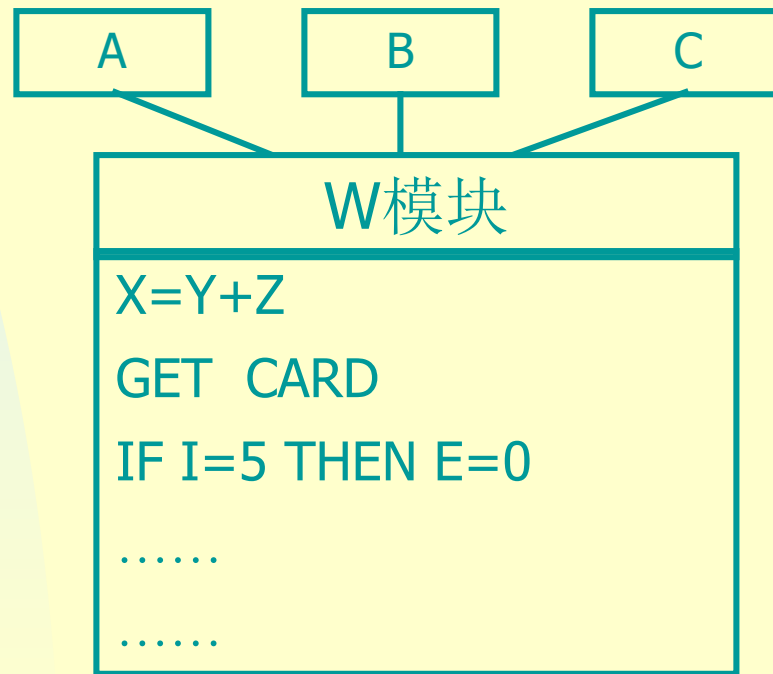 A B C
W模块
X=Y+Z
GET CARD
IF I=5 THEN E=0
……
……